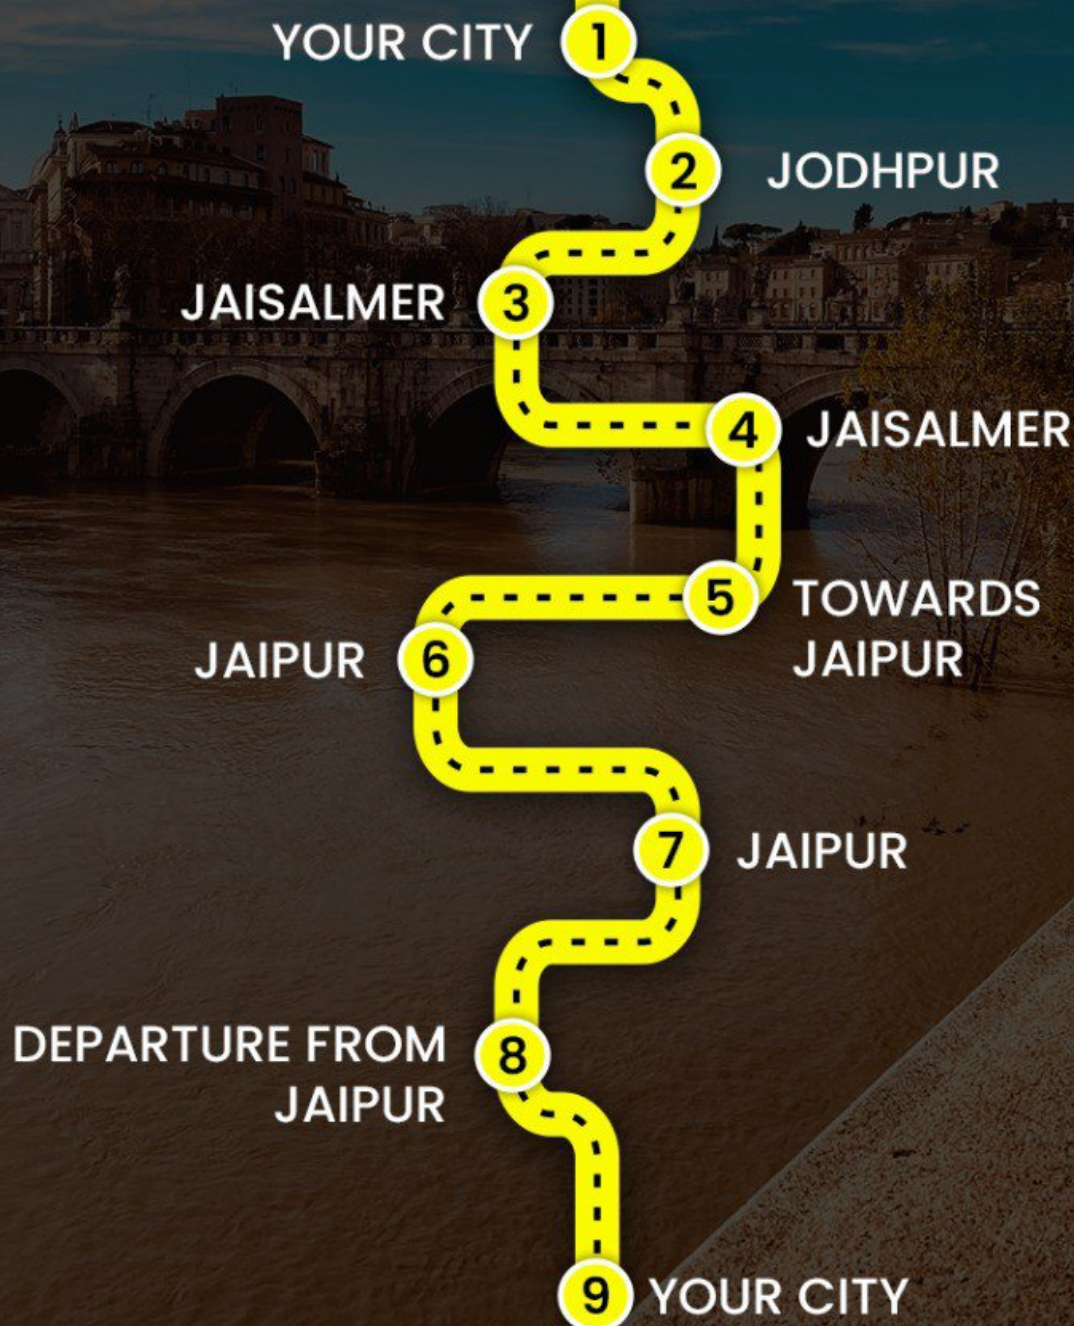 YOUR CITY 1
2 JODHPUR
JAISALMER 3
4 JAISALMER
5 TOWARDS
JAIPUR
JAIPUR 6
7 JAIPUR
DEPARTURE FROM
JAIPUR
8
9 YOUR CITY